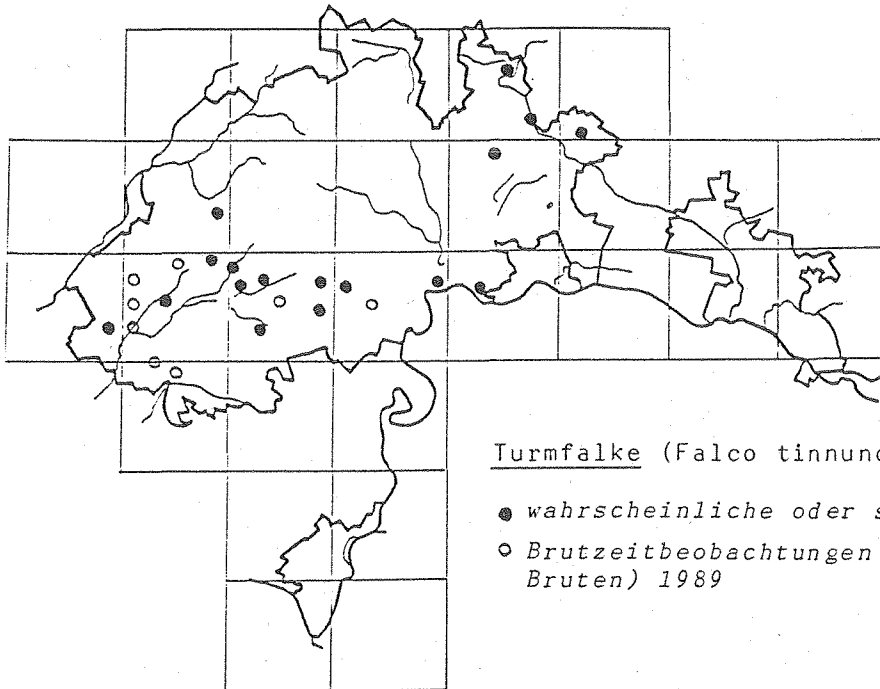 Turmfalke (Falco tinnunc
● wahrscheinliche oder s
○ Brutzeitbeobachtungen
Bruten) 1989